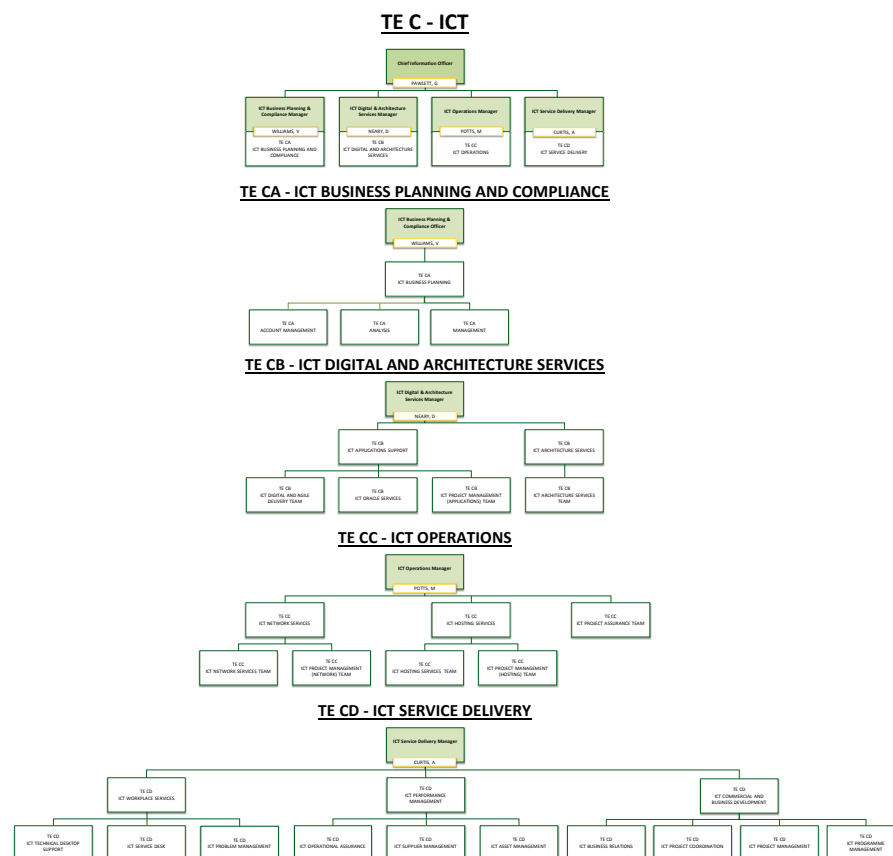 TE C - ICT
Chief Information Officer
PAWLETT, G
ICT Business Planning &
Compliance Manager
WILLIAMS, V
TE CA
ICT BUSINESS PLANNING AND
COMPLIANCE
ICT Digital & Architecture
Services Manager
NEARY, D
TE CB
ICT DIGITAL AND ARCHITECTURE
SERVICES
ICT Operations Manager
POTTS, M
TE CC
ICT OPERATIONS
ICT Service Delivery Manager
CURTIS, A
TE CD
ICT SERVICE DELIVERY
TE CA - ICT BUSINESS PLANNING AND COMPLIANCE
ICT Business Planning &
Compliance Officer
WILLIAMS, V
TE CA
ICT BUSINESS PLANNING
TE CA
ACCOUNT MANAGEMENT
TE CA
ANALYSIS
TE CA
MANAGEMENT
TE CB - ICT DIGITAL AND ARCHITECTURE SERVICES
ICT Digital & Architecture
Services Manager
NEARY, D
TE CB
ICT APPLICATIONS SUPPORT
TE CB
ICT ARCHITECTURE SERVICES
TE CB
ICT DIGITAL AND AGILE
DELIVERY TEAM
TE CB
ICT ORACLE SERVICES
TE CB
ICT PROJECT MANAGEMENT
(APPLICATIONS) TEAM
TE CB
ICT ARCHITECTURE SERVICES
TEAM
TE CC - ICT OPERATIONS
ICT Operations Manager
POTTS, M
TE CC
ICT NETWORK SERVICES
TE CC
ICT HOSTING SERVICES
TE CC
ICT PROJECT ASSURANCE TEAM
TE CC
ICT NETWORK SERVICES TEAM
TE CC
ICT PROJECT MANAGEMENT
(NETWORK) TEAM
TE CC
ICT HOSTING SERVICES TEAM
TE CC
ICT PROJECT MANAGEMENT
(HOSTING) TEAM
TE CD - ICT SERVICE DELIVERY
ICT Service Delivery Manager
CURTIS, A
TE CD
ICT WORKPLACE SERVICES
TE CD
ICT PERFORMANCE
MANAGEMENT
TE CD
ICT COMMERCIAL AND
BUSINESS DEVELOPMENT
TE CD
ICT TECHNICAL DESKTOP
SUPPORT
TE CD
ICT SERVICE DESK
TE CD
ICT PROBLEM MANAGEMENT
TE CD
ICT OPERATIONAL ASSURANCE
TE CD
ICT SUPPLIER MANAGEMENT
TE CD
ICT ASSET MANAGEMENT
TE CD
ICT BUSINESS RELATIONS
TE CD
ICT PROJECT COORDINATION
TE CD
ICT PROJECT MANAGEMENT
TE CD
ICT PROGRAMME
MANAGEMENT